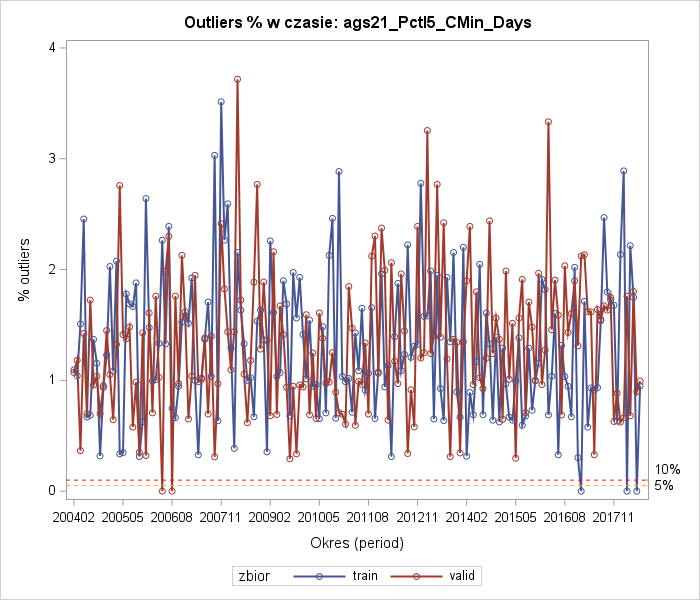 Outliers % w czasie: ags21_Pctl5_CMin_Days
4
3
2
1
0
% outliers
10%
5%
200402 200505 200608 200711 200902 201005 201108 201211 201402 201505 201608 201711
Okres (period)
zbior train valid